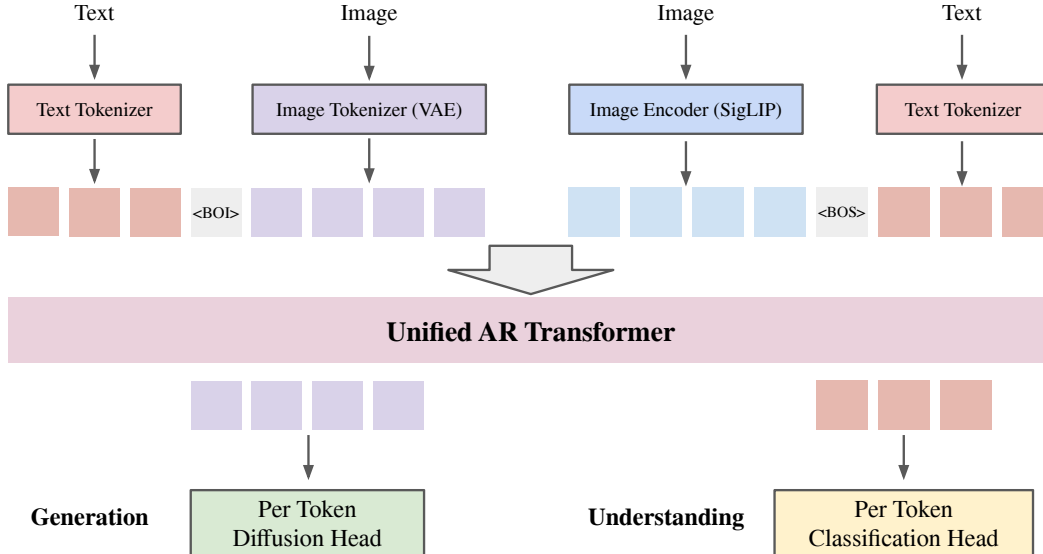 Text
Image
Image
Text
Text Tokenizer
Image Tokenizer (VAE)
Image Encoder (SigLIP)
Text Tokenizer
<BOI>
<BOS>
Unified AR Transformer
Generation
Per Token
Diffusion Head
Understanding
Per Token
Classification Head